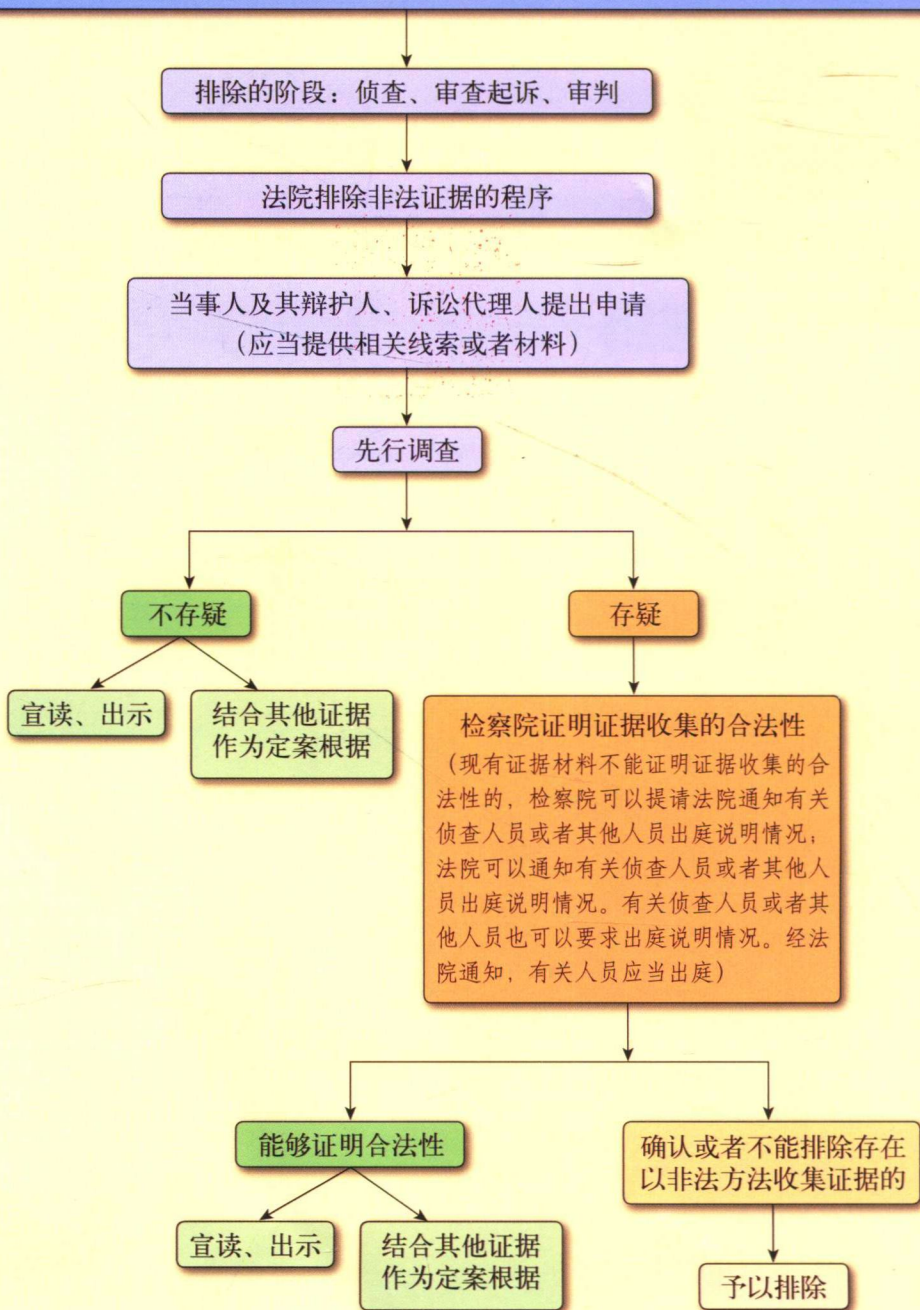 排除的阶段：侦查、审查起诉、审判
法院排除非法证据的程序
当事人及其辩护人、诉讼代理人提出申请
（应当提供相关线索或者材料）
先行调查
不存疑
存疑
宣读、出示
结合其他证据
作为定案根据
检察院证明证据收集的合法性
（现有证据材料不能证明证据收集的合
法性的，检察院可以提请法院通知有关
侦查人员或者其他人员出庭说明情况；
法院可以通知有关侦查人员或者其他人
员出庭说明情况。有关侦查人员或者其
他人员也可以要求出庭说明情况。经法
院通知，有关人员应当出庭）
能够证明合法性
确认或者不能排除存在
以非法方法收集证据的
宣读、出示
结合其他证据
作为定案根据
予以排除